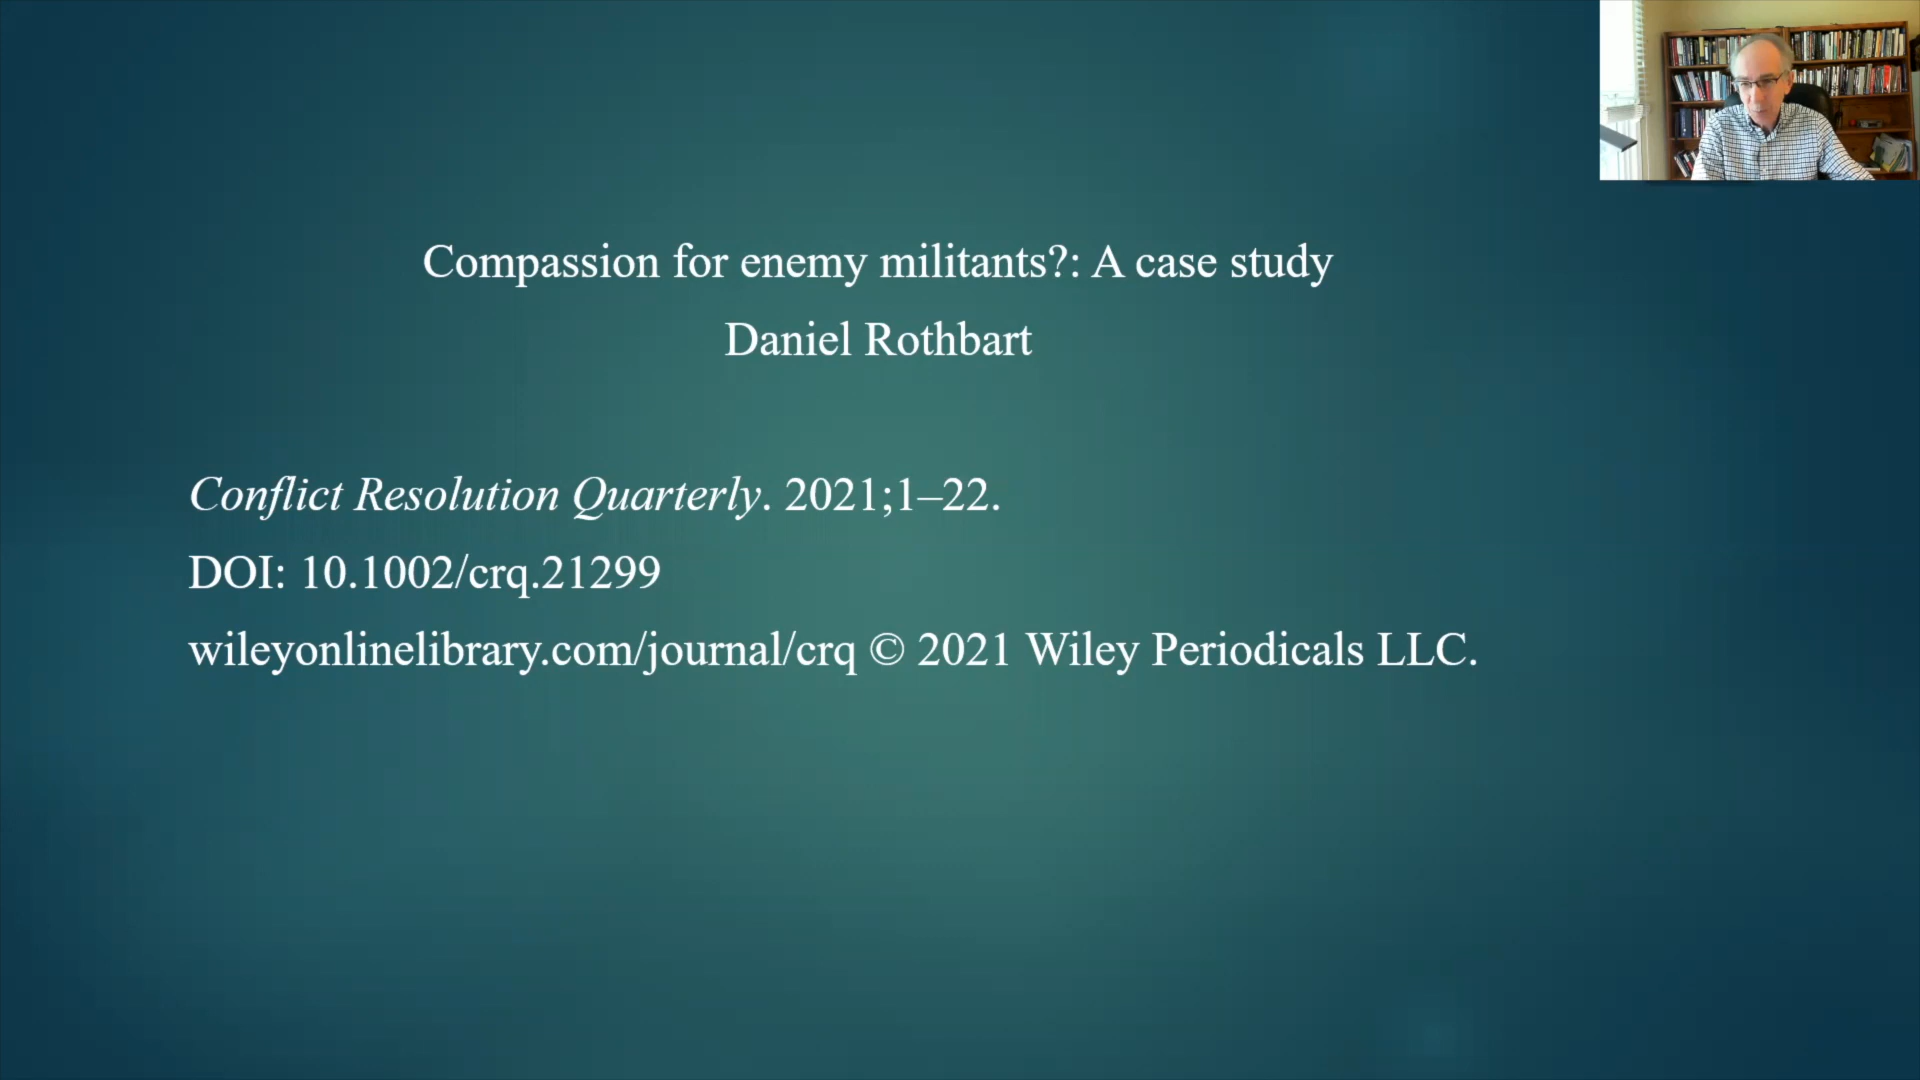 Compassion for enemy militants?: A case study
Daniel Rothbart
Conflict Resolution Quarterly. 2021;1–22.
DOI: 10.1002/crq.21299
wileyonlinelibrary.com/journal/crq © 2021 Wiley Periodicals LLC.